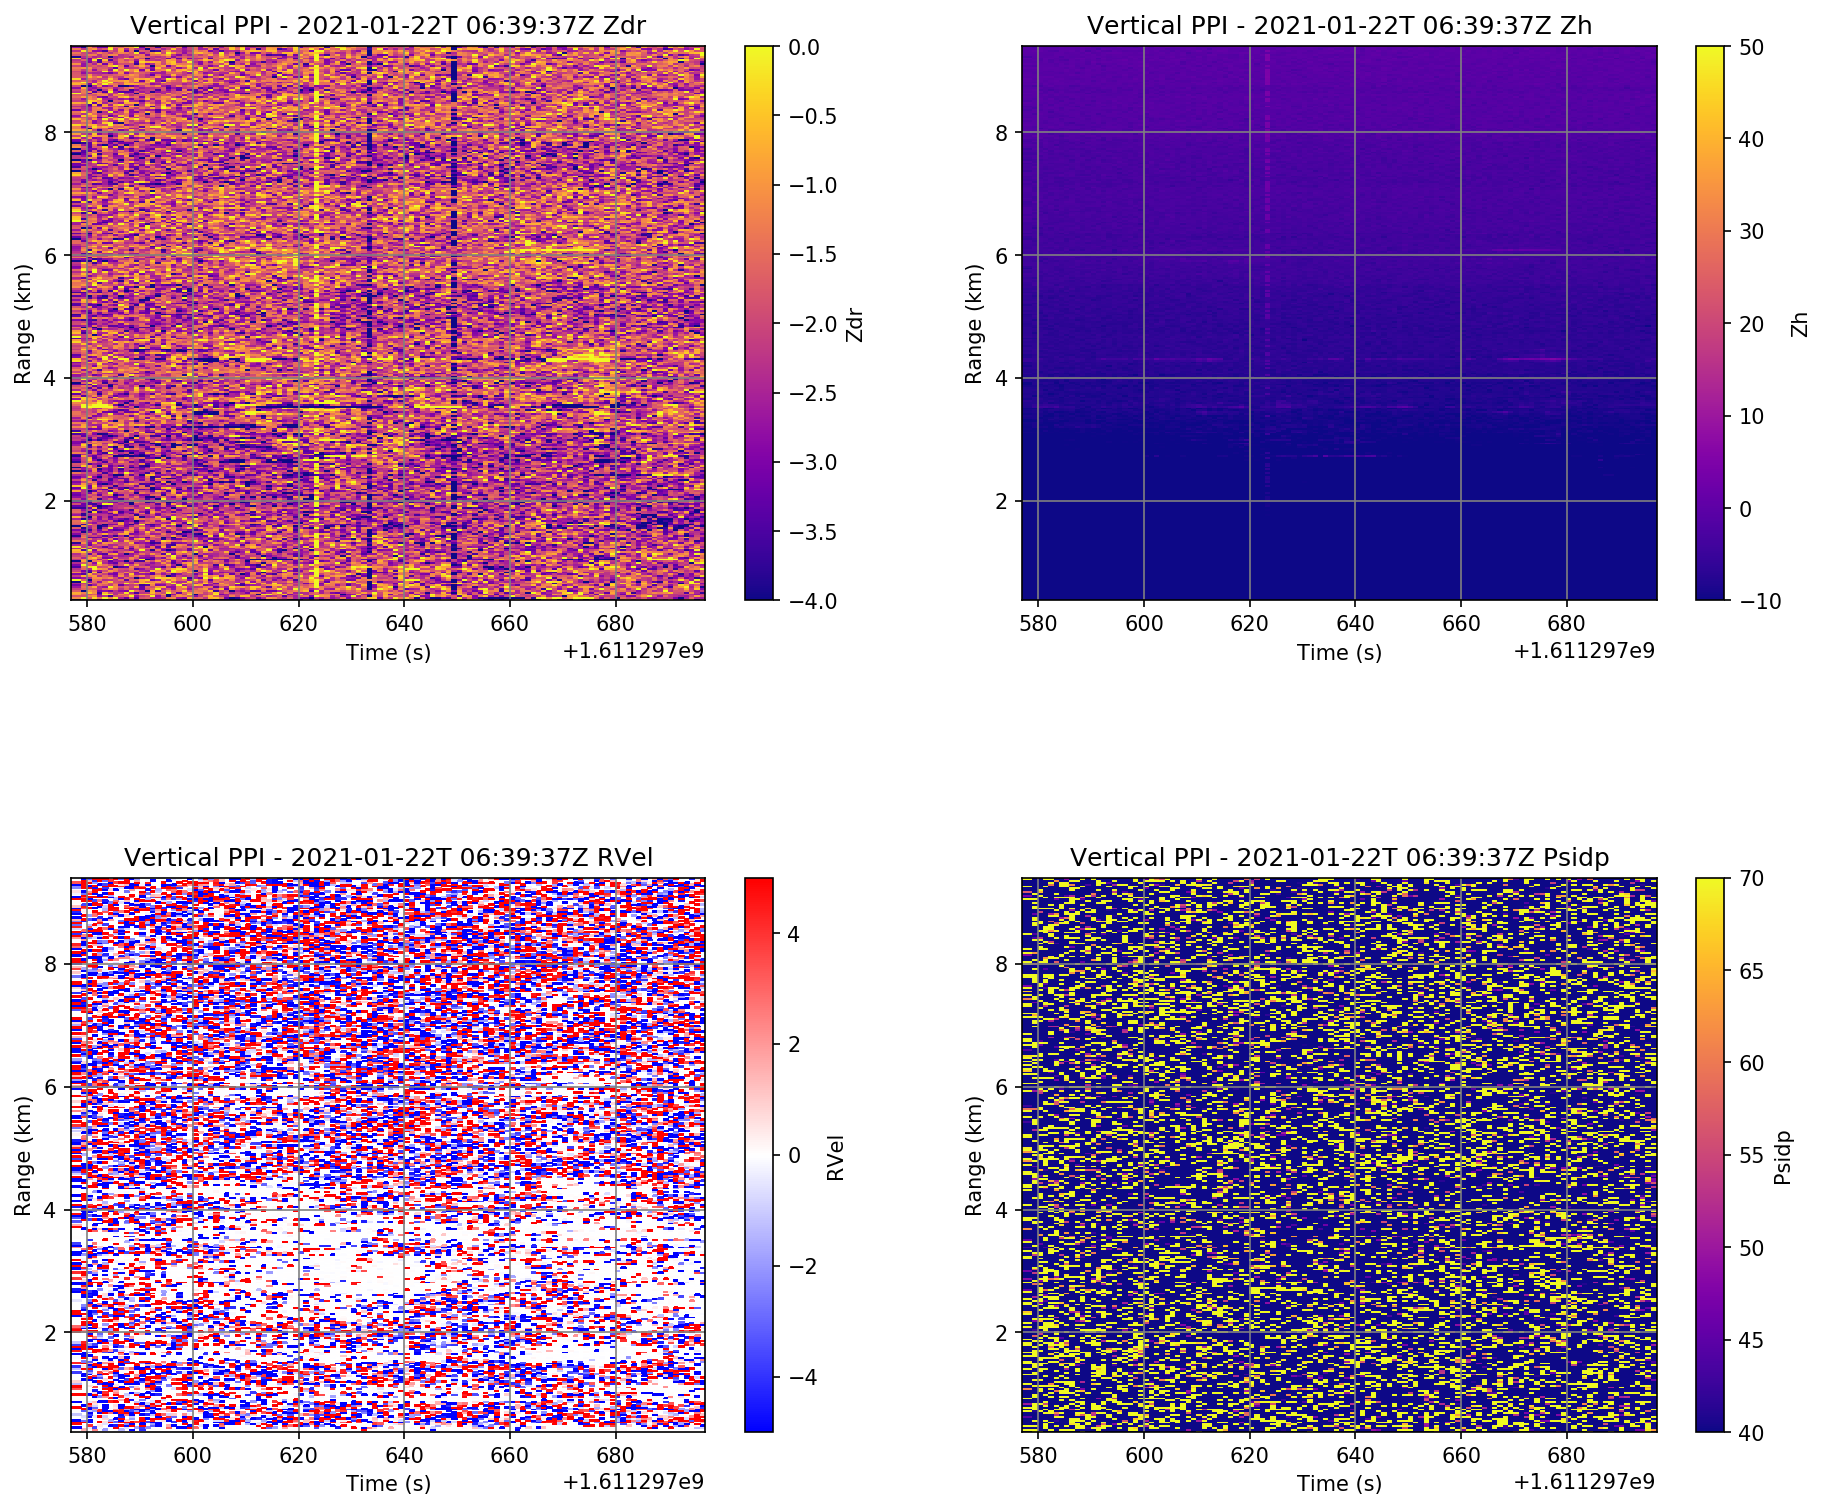 Vertical PPI - 2021-01-22T 06:39:37Z Zdr
Range (km)
8
6
4
2
580 600 620 640 660 680
Time (s)
+1.611297e9
0.0
−0.5
−1.0
−1.5
−2.0
−2.5
−3.0
−3.5
−4.0
Zdr
Vertical PPI - 2021-01-22T 06:39:37Z Zh
Range (km)
8
6
4
2
580 600 620 640 660 680
Time (s)
+1.611297e9
50
40
30
20
10
0
−10
Zh
Vertical PPI - 2021-01-22T 06:39:37Z RVel
Range (km)
8
6
4
2
580 600 620 640 660 680
Time (s)
+1.611297e9
4
2
0
−2
−4
RVel
Vertical PPI - 2021-01-22T 06:39:37Z Psidp
Range (km)
8
6
4
2
580 600 620 640 660 680
Time (s)
+1.611297e9
70
65
60
55
50
45
40
Psidp